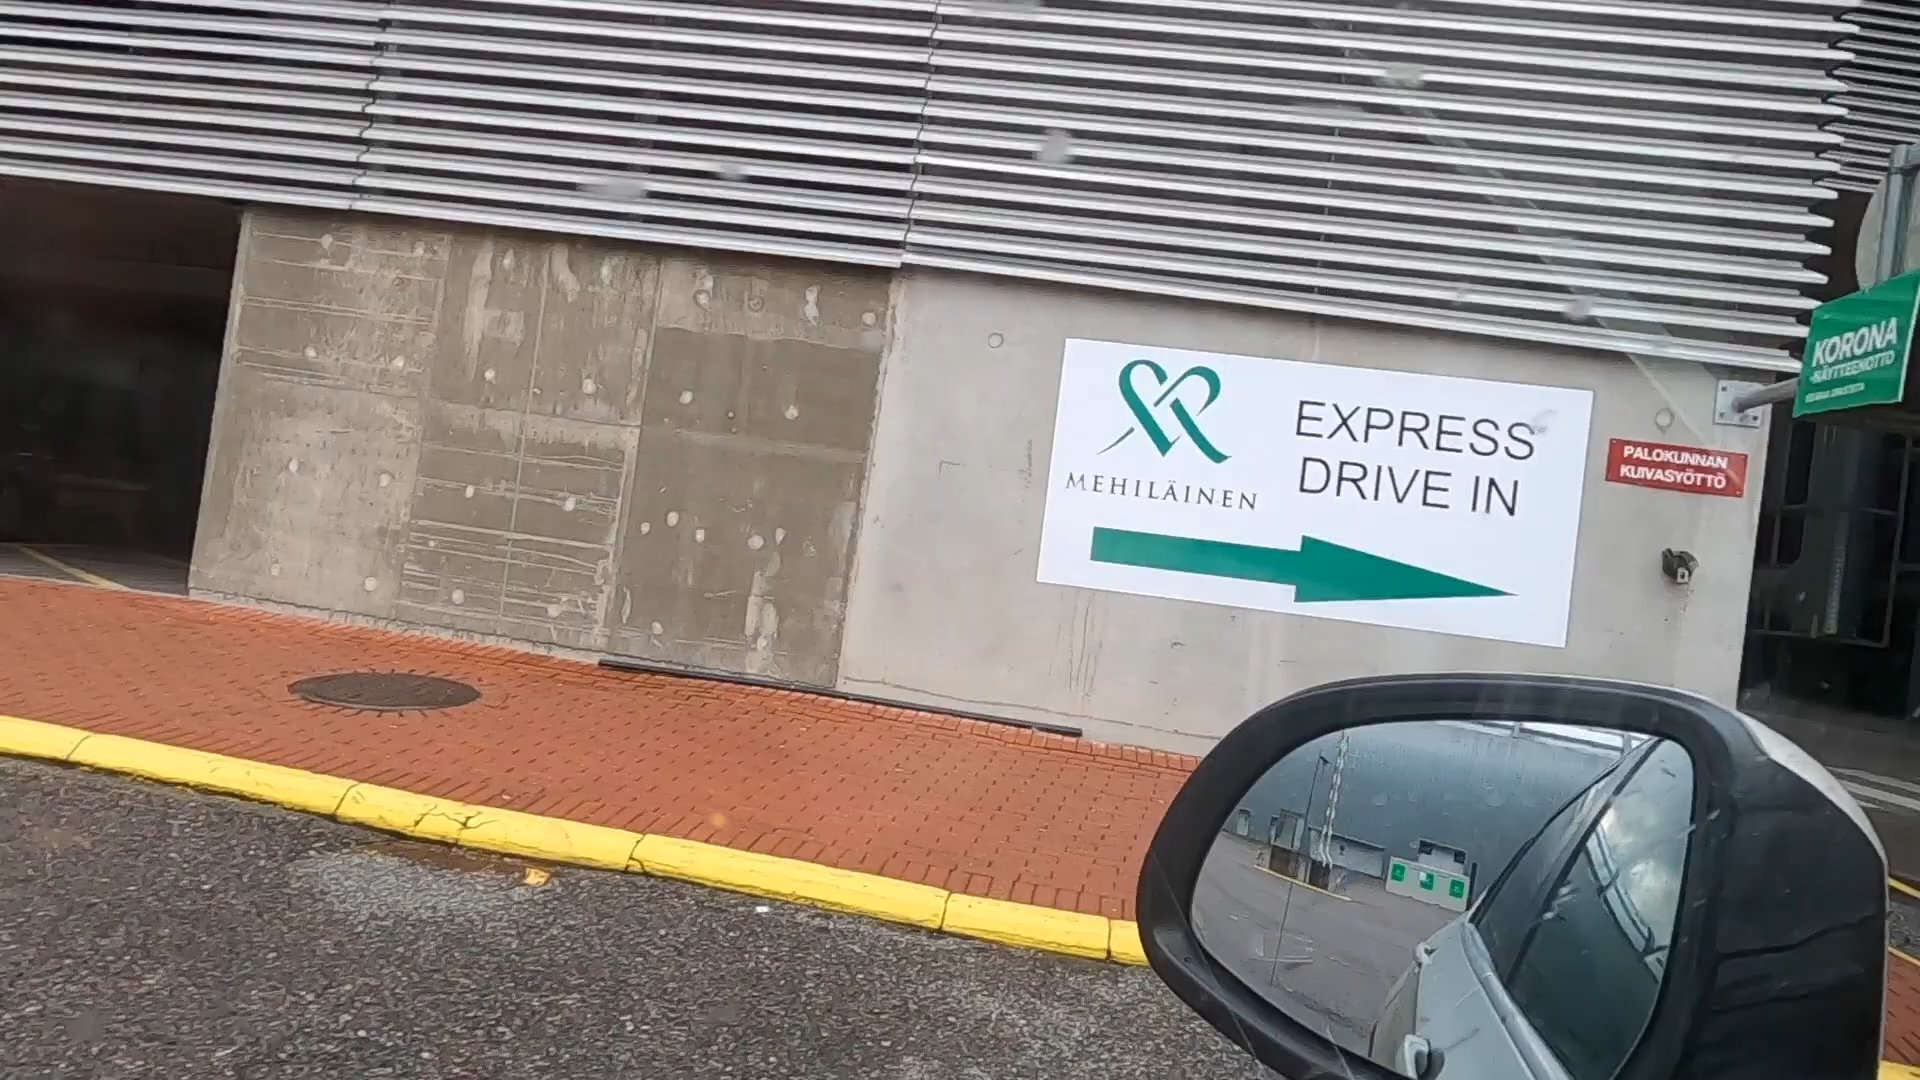 MEHILÄINEN
EXPRESS
DRIVE IN
PALOKUNNAN
KUIVASYÖTTÖ
KORONA
-NÄYTTEENOTTO